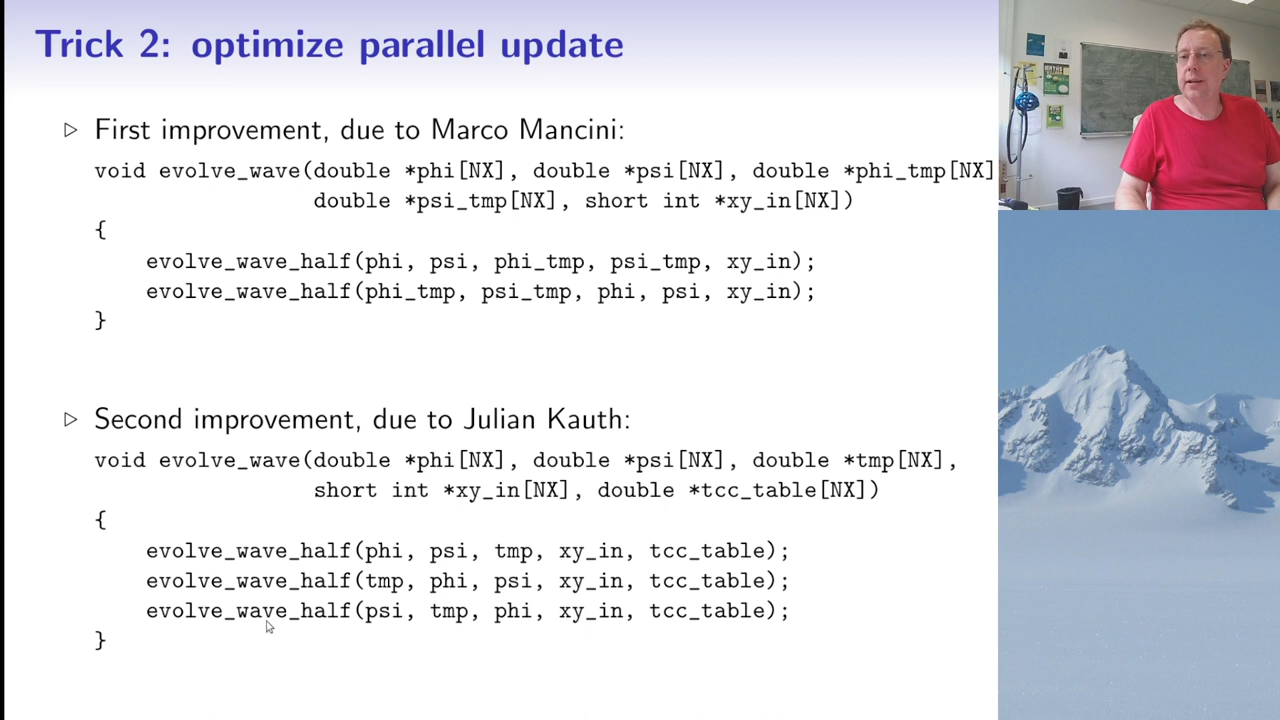 Trick 2: optimize parallel update
▷ First improvement, due to Marco Mancini:
void evolve_wave(double *phi[NX], double *psi[NX], double *phi_tmp[NX]
double *psi_tmp[NX], short int *xy_in[NX])
{
evolve_wave_half(phi, psi, phi_tmp, psi_tmp, xy_in);
evolve_wave_half(phi_tmp, psi_tmp, phi, psi, xy_in);
}
▷ Second improvement, due to Julian Kauth:
void evolve_wave(double *phi[NX], double *psi[NX], double *tmp[NX],
short int *xy_in[NX], double *tcc_table[NX])
{
evolve_wave_half(phi, psi, tmp, xy_in, tcc_table);
evolve_wave_half(tmp, phi, psi, xy_in, tcc_table);
evolve_wave_half(psi, tmp, phi, xy_in, tcc_table);
}